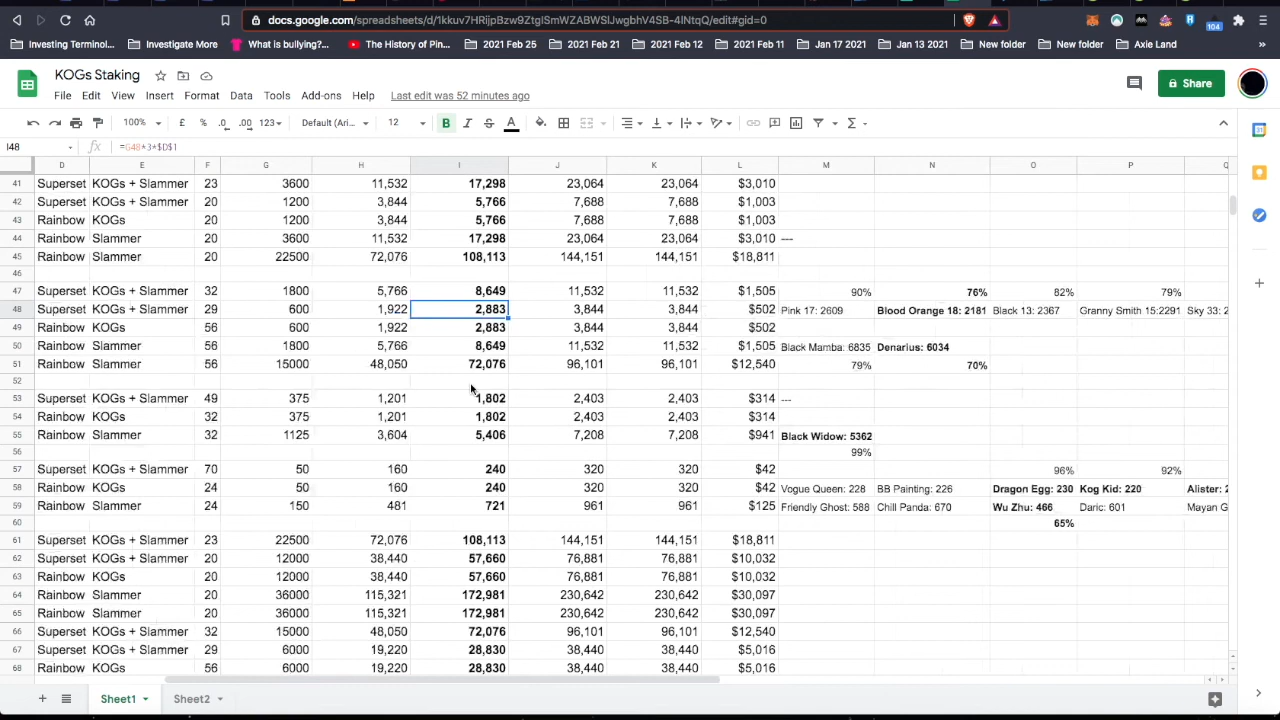 docs.google.com/spreadsheets/d/1kkuv7HRijpBzw9ZtgISmWZABWSlJwgbhV4SB-4lNtqQ/edit#gid=0
104
Investing Terminol... Investigate More What is bullying?... The History of Pin... 2021 Feb 25 2021 Feb 21 2021 Feb 12 2021 Feb 11 Jan 17 2021 Jan 13 2021 New folder New folder Axie Land »
KOGs Staking
File Edit View Insert Format Data Tools Add-ons Help Last edit was 52 minutes ago
Share
100% £ % .0 .00 123 Default (Ari... 12 B I S A Σ
I48 fx =G48*3*$D$1
D E F G H I J K L M N O P Q
41 Superset KOGs + Slammer 23 3600 11,532 17,298 23,064 23,064 $3,010
42 Superset KOGs + Slammer 20 1200 3,844 5,766 7,688 7,688 $1,003
43 Rainbow KOGs 20 1200 3,844 5,766 7,688 7,688 $1,003
44 Rainbow Slammer 20 3600 11,532 17,298 23,064 23,064 $3,010 ---
45 Rainbow Slammer 20 22500 72,076 108,113 144,151 144,151 $18,811
46
47 Superset KOGs + Slammer 32 1800 5,766 8,649 11,532 11,532 $1,505 90% 76% 82% 79%
48 Superset KOGs + Slammer 29 600 1,922 2,883 3,844 3,844 $502 Pink 17: 2609 Blood Orange 18: 2181 Black 13: 2367 Granny Smith 15:2291 Sky 33: 2
49 Rainbow KOGs 56 600 1,922 2,883 3,844 3,844 $502
50 Rainbow Slammer 56 1800 5,766 8,649 11,532 11,532 $1,505 Black Mamba: 6835 Denarius: 6034
51 Rainbow Slammer 56 15000 48,050 72,076 96,101 96,101 $12,540 79% 70%
52
53 Superset KOGs + Slammer 49 375 1,201 1,802 2,403 2,403 $314 ---
54 Rainbow KOGs 32 375 1,201 1,802 2,403 2,403 $314
55 Rainbow Slammer 32 1125 3,604 5,406 7,208 7,208 $941 Black Widow: 5362
56 99%
57 Superset KOGs + Slammer 70 50 160 240 320 320 $42 96% 92%
58 Rainbow KOGs 24 50 160 240 320 320 $42 Vogue Queen: 228 BB Painting: 226 Dragon Egg: 230 Kog Kid: 220 Alister: 2
59 Rainbow Slammer 24 150 481 721 961 961 $125 Friendly Ghost: 588 Chill Panda: 670 Wu Zhu: 466 Daric: 601 Mayan G
60 65%
61 Superset KOGs + Slammer 23 22500 72,076 108,113 144,151 144,151 $18,811
62 Superset KOGs + Slammer 20 12000 38,440 57,660 76,881 76,881 $10,032
63 Rainbow KOGs 20 12000 38,440 57,660 76,881 76,881 $10,032
64 Rainbow Slammer 20 36000 115,321 172,981 230,642 230,642 $30,097
65 Rainbow Slammer 20 36000 115,321 172,981 230,642 230,642 $30,097
66 Superset KOGs + Slammer 32 15000 48,050 72,076 96,101 96,101 $12,540
67 Superset KOGs + Slammer 29 6000 19,220 28,830 38,440 38,440 $5,016
68 Rainbow KOGs 56 6000 19,220 28,830 38,440 38,440 $5,016
Sheet1 Sheet2